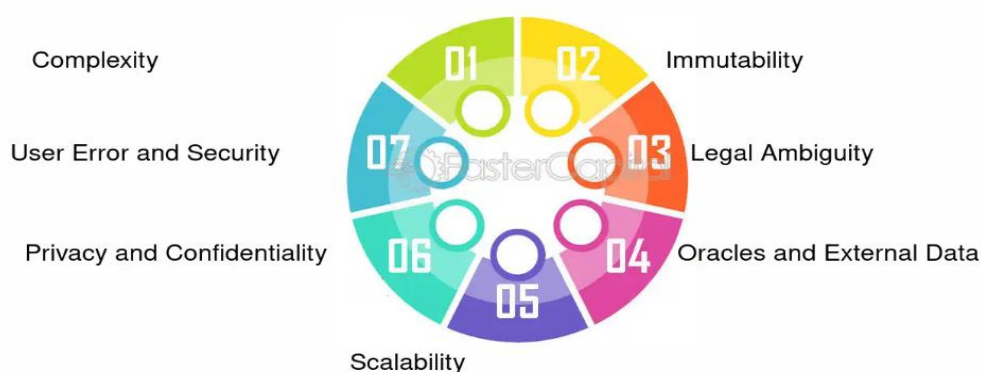 Complexity
01
02
Immutability
User Error and Security
07
FasterCapital
03
Legal Ambiguity
Privacy and Confidentiality
06
04
Oracles and External Data
05
Scalability